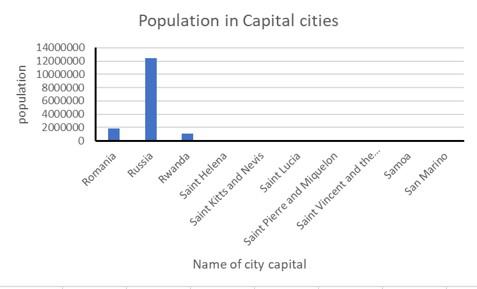 Population in Capital cities
population
14000000
12000000
10000000
8000000
6000000
4000000
2000000
0
Romania
Russia
Rwanda
Saint Helena
Saint Kitts and Nevis
Saint Lucia
Saint Pierre and Miquelon
Saint Vincent and the...
Samoa
San Marino
Name of city capital